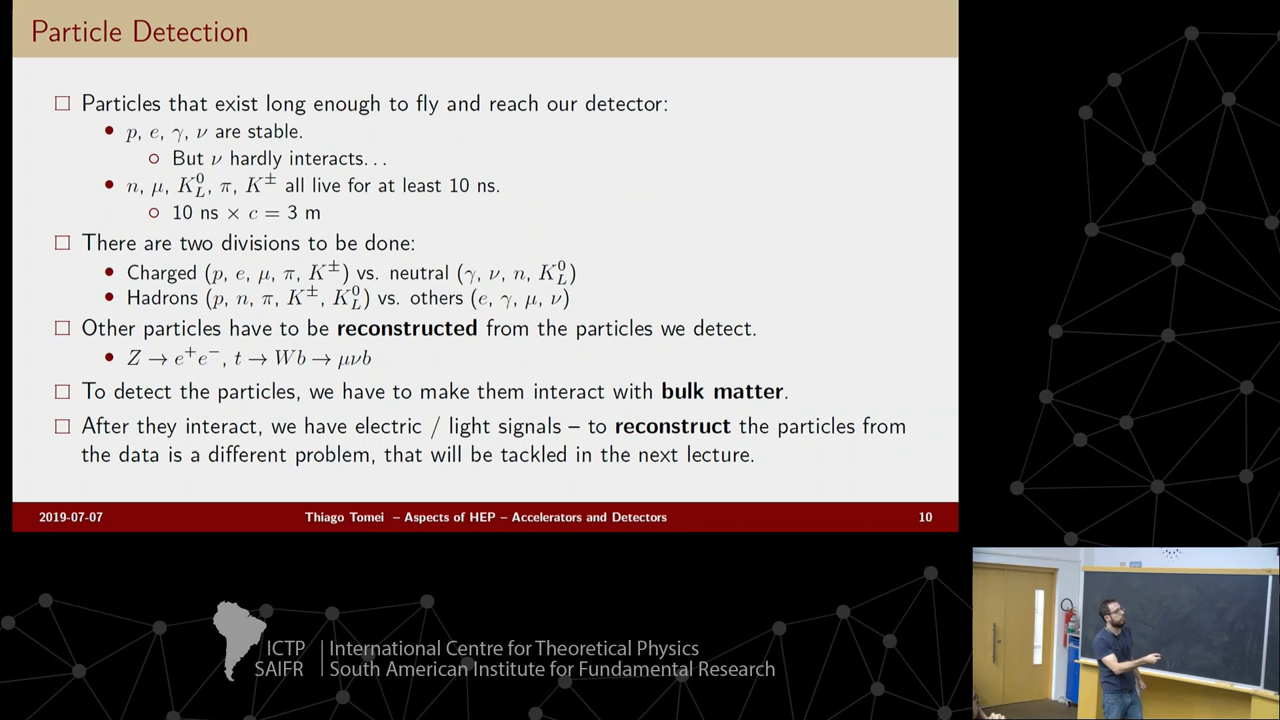 Particle Detection
□ Particles that exist long enough to fly and reach our detector:
• p, e, γ, ν are stable.
○ But ν hardly interacts...
• n, μ, K_L^0, π, K^± all live for at least 10 ns.
○ 10 ns × c = 3 m
□ There are two divisions to be done:
• Charged (p, e, μ, π, K^±) vs. neutral (γ, ν, n, K_L^0)
• Hadrons (p, n, π, K^±, K_L^0) vs. others (e, γ, μ, ν)
□ Other particles have to be reconstructed from the particles we detect.
• Z → e^+e^-, t → Wb → μνb
□ To detect the particles, we have to make them interact with bulk matter.
□ After they interact, we have electric / light signals – to reconstruct the particles from
the data is a different problem, that will be tackled in the next lecture.
2019-07-07 Thiago Tomei – Aspects of HEP – Accelerators and Detectors 10
ICTP | International Centre for Theoretical Physics
SAIFR | South American Institute for Fundamental Research